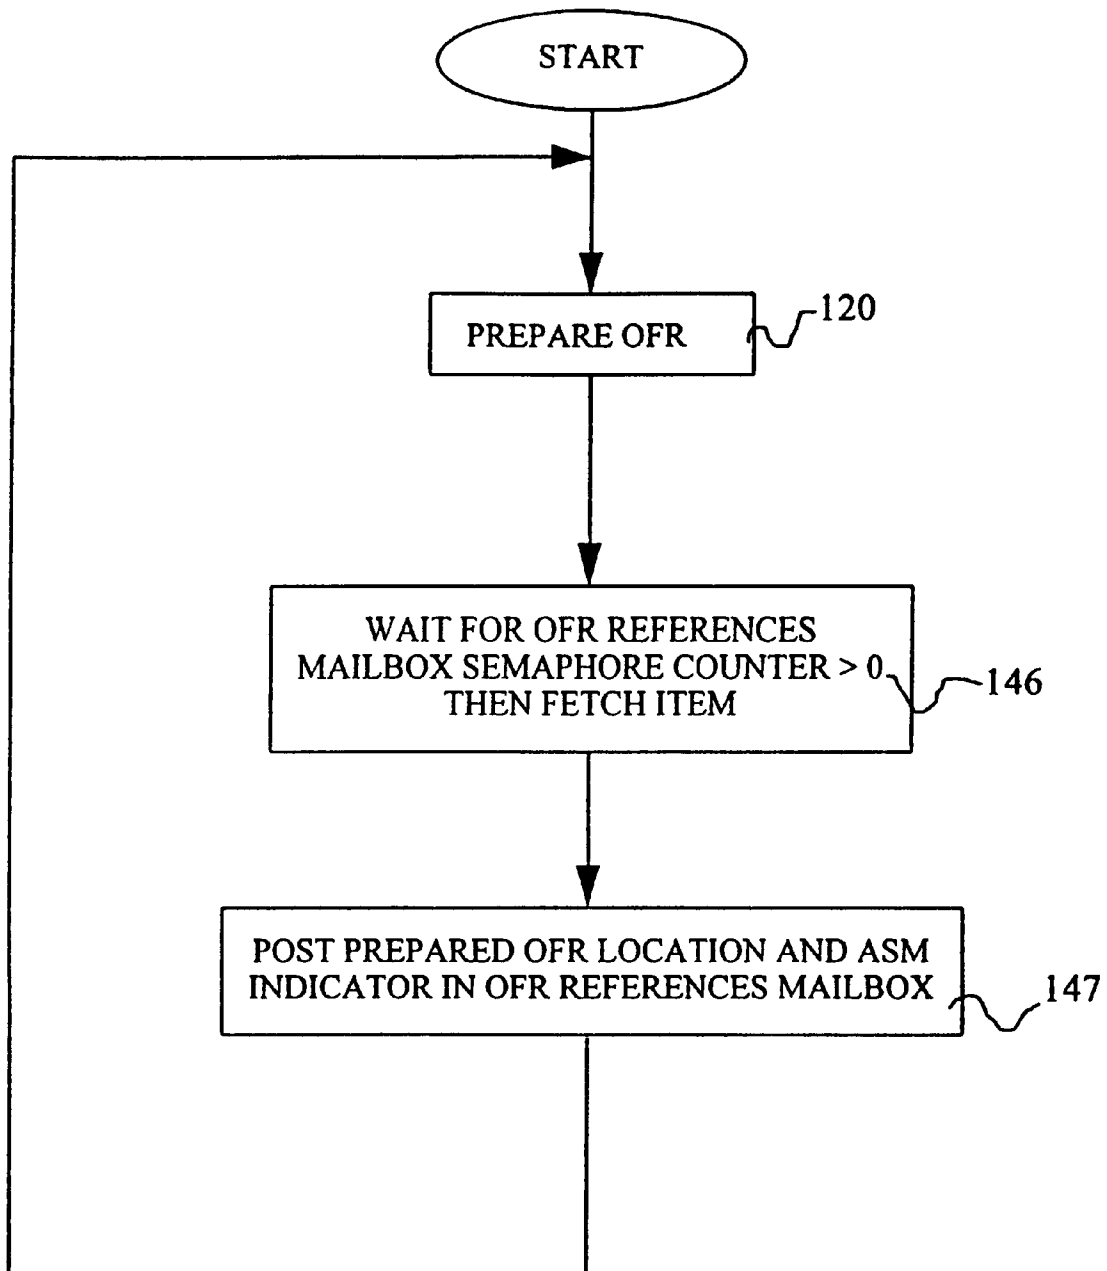 START
PREPARE OFR
120
WAIT FOR OFR REFERENCES
MAILBOX SEMAPHORE COUNTER > 0
THEN FETCH ITEM
146
POST PREPARED OFR LOCATION AND ASM
INDICATOR IN OFR REFERENCES MAILBOX
147